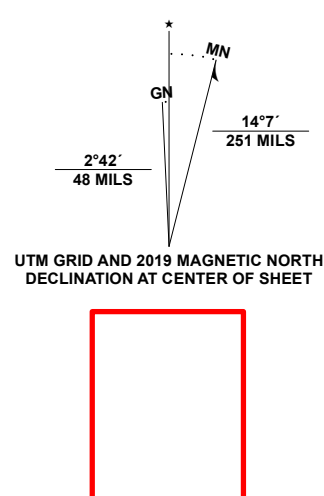 MN
GN
14°7´
251 MILS
2°42´
48 MILS
UTM GRID AND 2019 MAGNETIC NORTH
DECLINATION AT CENTER OF SHEET